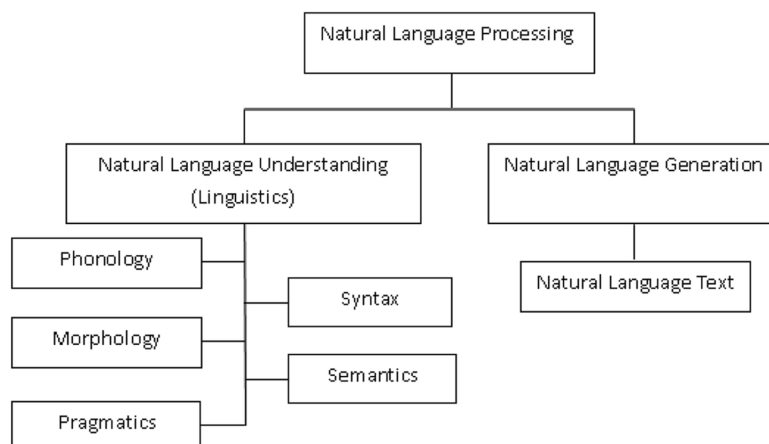 Natural Language Processing
Natural Language Understanding
(Linguistics)
Natural Language Generation
Phonology
Natural Language Text
Syntax
Morphology
Semantics
Pragmatics